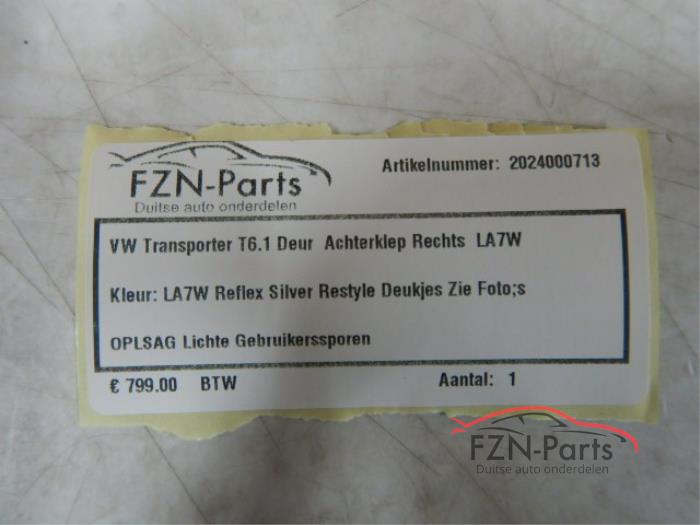 FZN-Parts
Duitse auto onderdelen
Artikelnummer: 2024000713
VW Transporter T6.1 Deur Achterklep Rechts LA7W
Kleur: LA7W Reflex Silver Restyle Deukjes Zie Foto;s
OPLSAG Lichte Gebruikerssporen
€ 799.00 BTW Aantal: 1
FZN-Parts
Duitse auto onderdelen